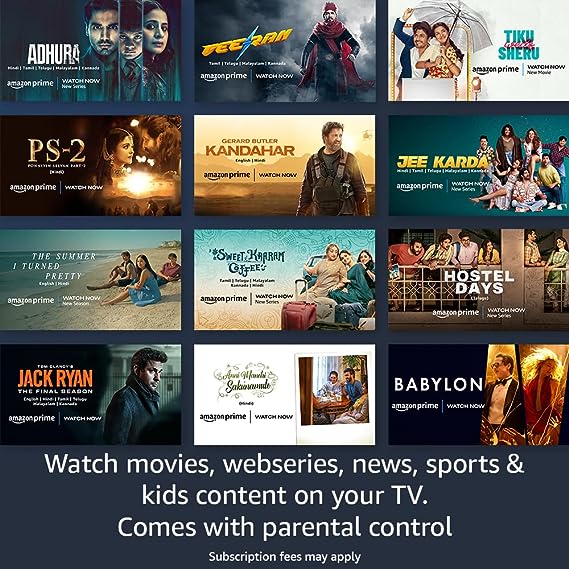 ADHURA
Hindi | Tamil | Telugu | Malayalam | Kannada
amazon prime | WATCH NOW
New Series
VEERAN
Tamil | Telugu | Malayalam | Kannada
amazon prime | WATCH NOW
TIKU
SHERU
amazon prime | WATCH NOW
New Movie
PS-2
PONNIYIN SELVAN PART-2
(Hindi)
amazon prime | WATCH NOW
GERARD BUTLER
KANDAHAR
English | Hindi
amazon prime | WATCH NOW
JEE KARDA
Hindi | Tamil | Telugu | Malayalam | Kannada
amazon prime | WATCH NOW
New Series
THE SUMMER
I TURNED
PRETTY
English | Hindi
amazon prime | WATCH NOW
New Season
Sweet Kaaram
Coffee
Tamil | Telugu | Malayalam
Kannada | Hindi
amazon prime | WATCH NOW
New Series
HOSTEL
DAYS
(Telugu)
amazon prime | WATCH NOW
New Series
TOM CLANCY'S
JACK RYAN
THE FINAL SEASON
English | Hindi | Tamil | Telugu
Malayalam | Kannada
amazon prime | WATCH NOW
Anni Manchi
Sakunamule
(Hindi)
amazon prime | WATCH NOW
BABYLON
amazon prime | WATCH NOW
Watch movies, webseries, news, sports &
kids content on your TV.
Comes with parental control
Subscription fees may apply